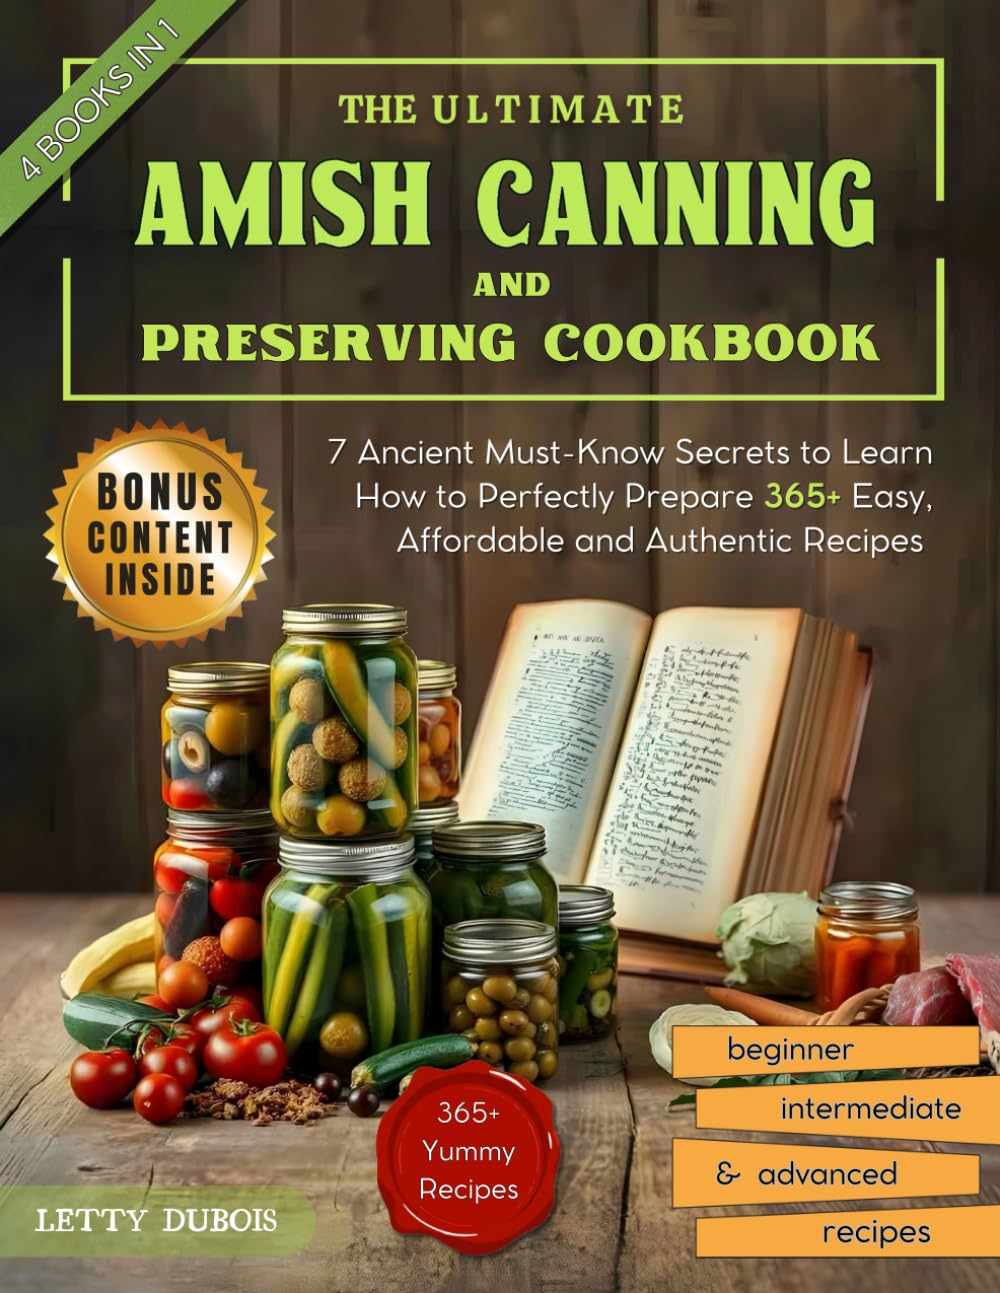 4 BOOKS IN 1
THE ULTIMATE
AMISH CANNING
AND
PRESERVING COOKBOOK
7 Ancient Must-Know Secrets to Learn
How to Perfectly Prepare 365+ Easy,
Affordable and Authentic Recipes
BONUS
CONTENT
INSIDE
365+
Yummy
Recipes
beginner
intermediate
& advanced
recipes
LETTY DUBOIS